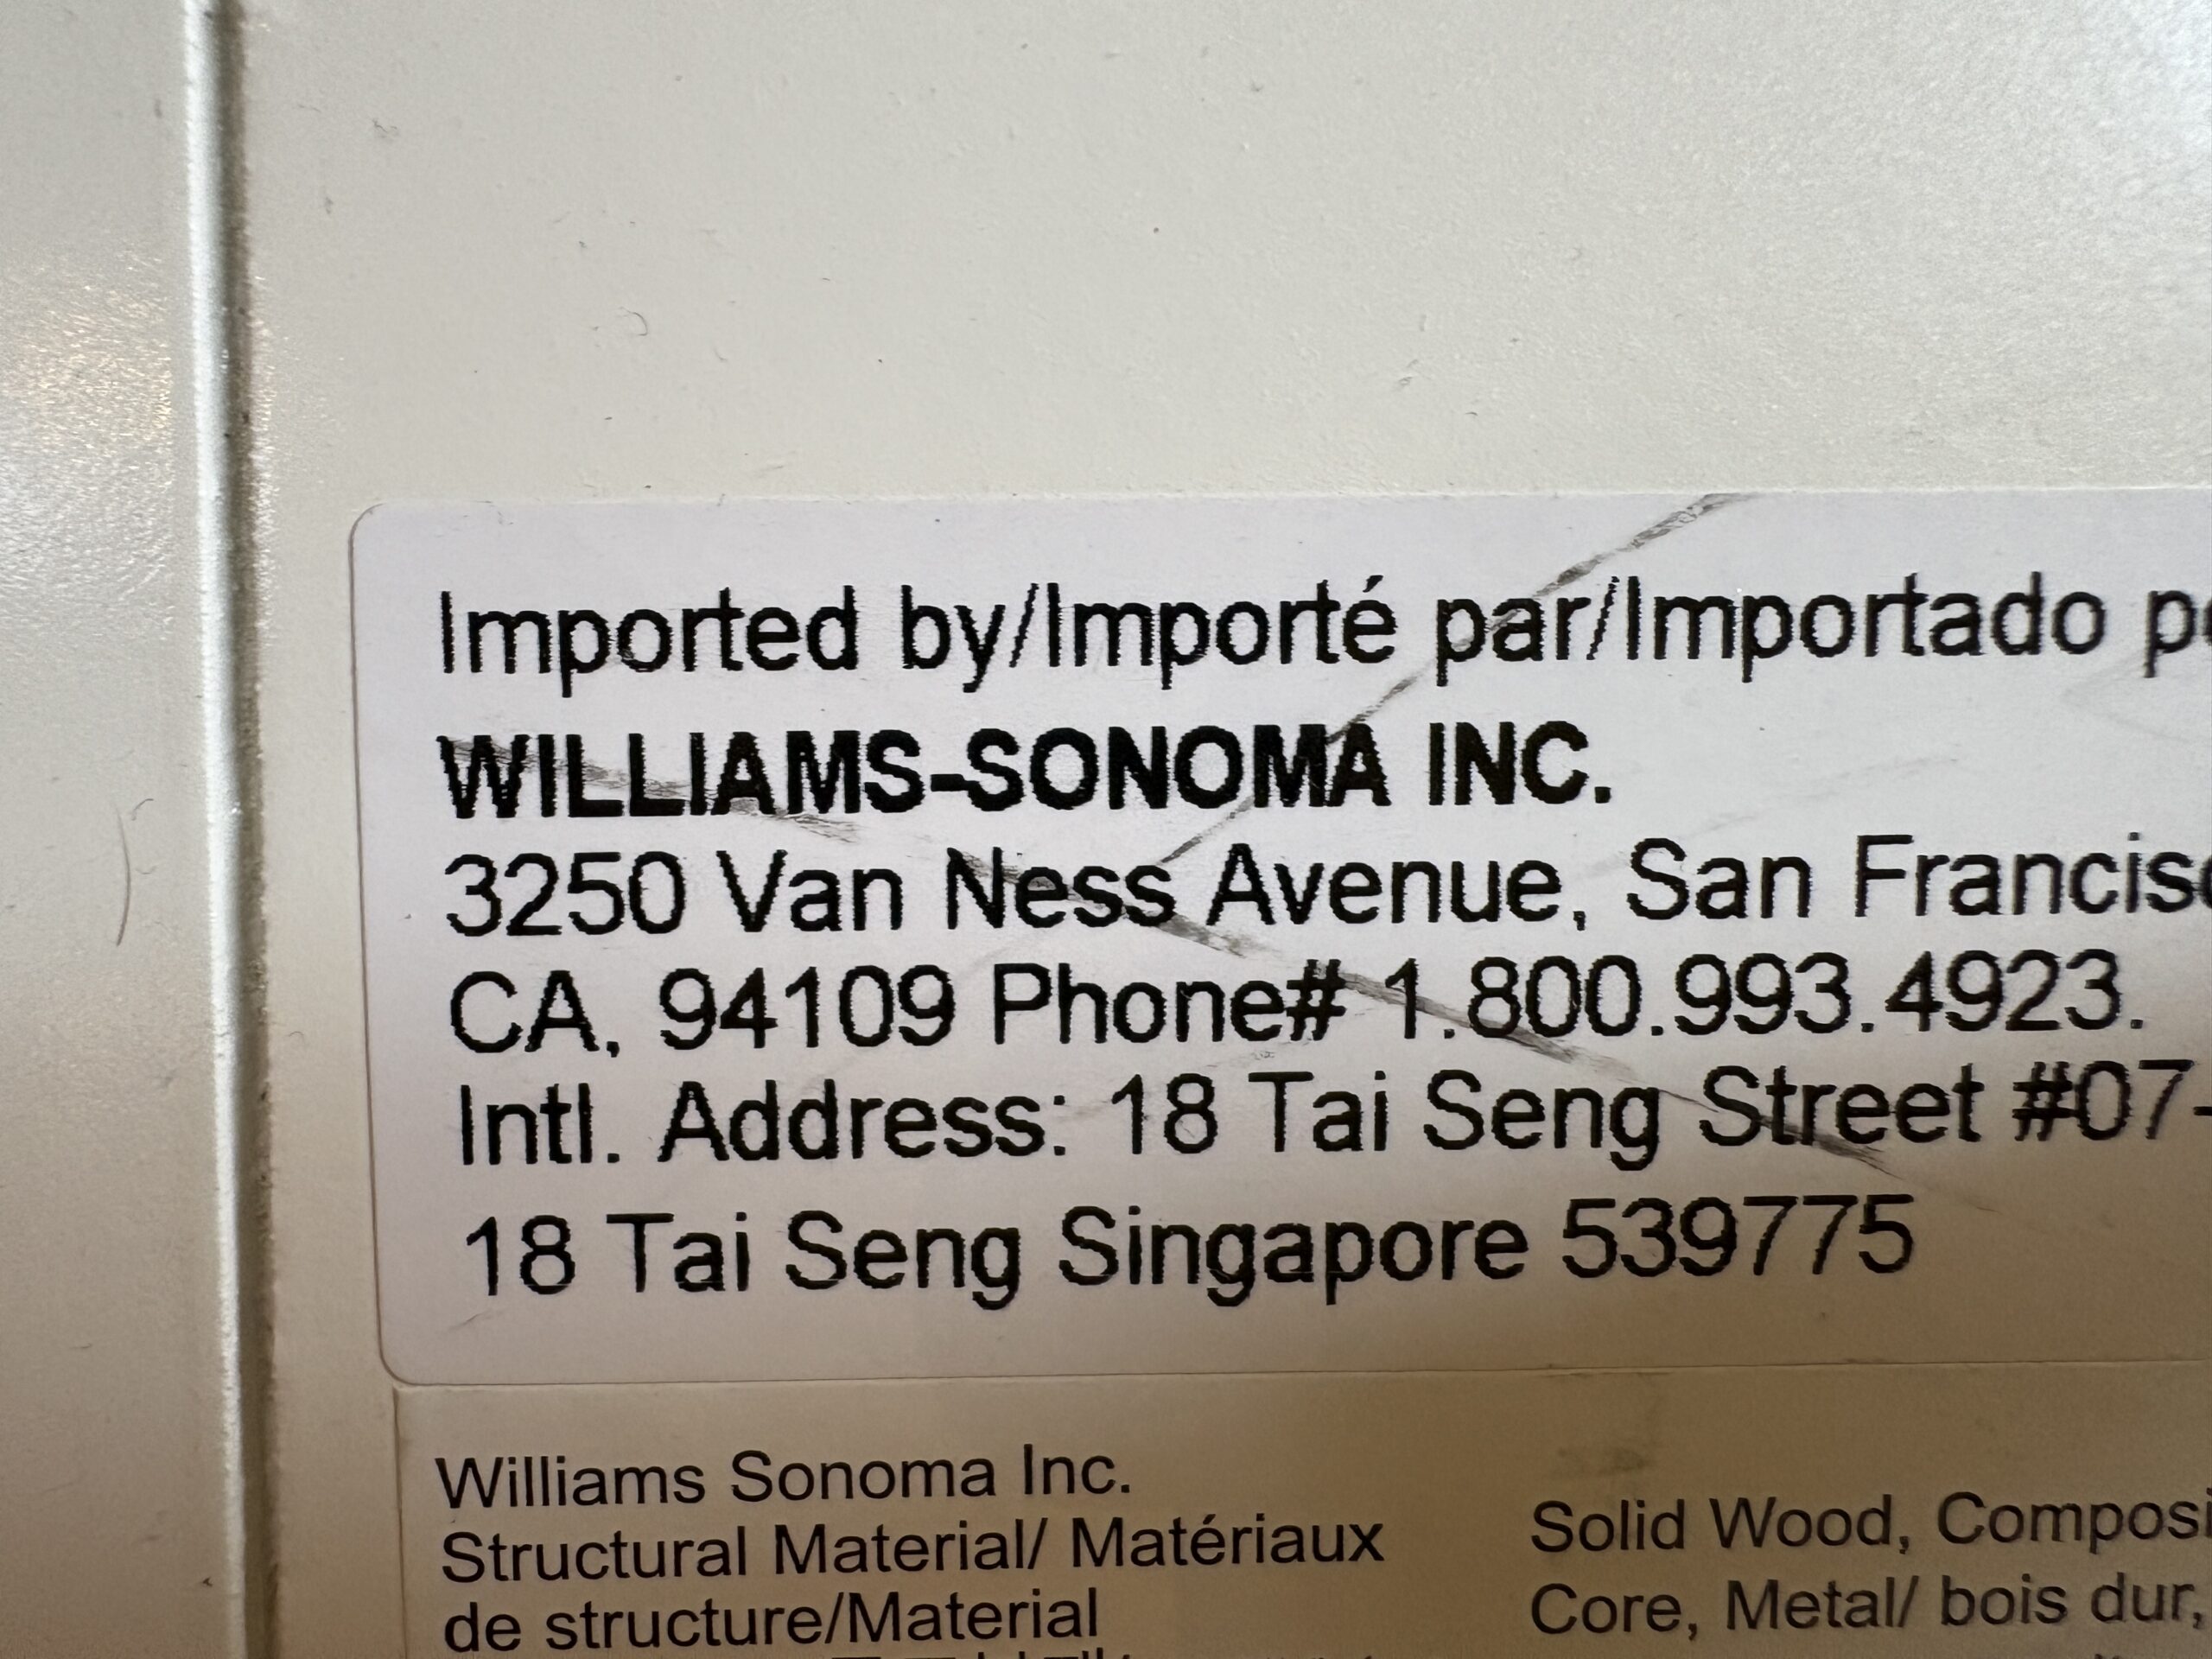 Imported by/Importé par/Importado
WILLIAMS-SONOMA INC.
3250 Van Ness Avenue, San Francisc
CA, 94109 Phone# 1.800.993.4923.
Intl. Address: 18 Tai Seng Street #07-
18 Tai Seng Singapore 539775
Williams Sonoma Inc.
Structural Material/ Matériaux
de structure/Material
Solid Wood, Composi
Core, Metal/ bois dur,